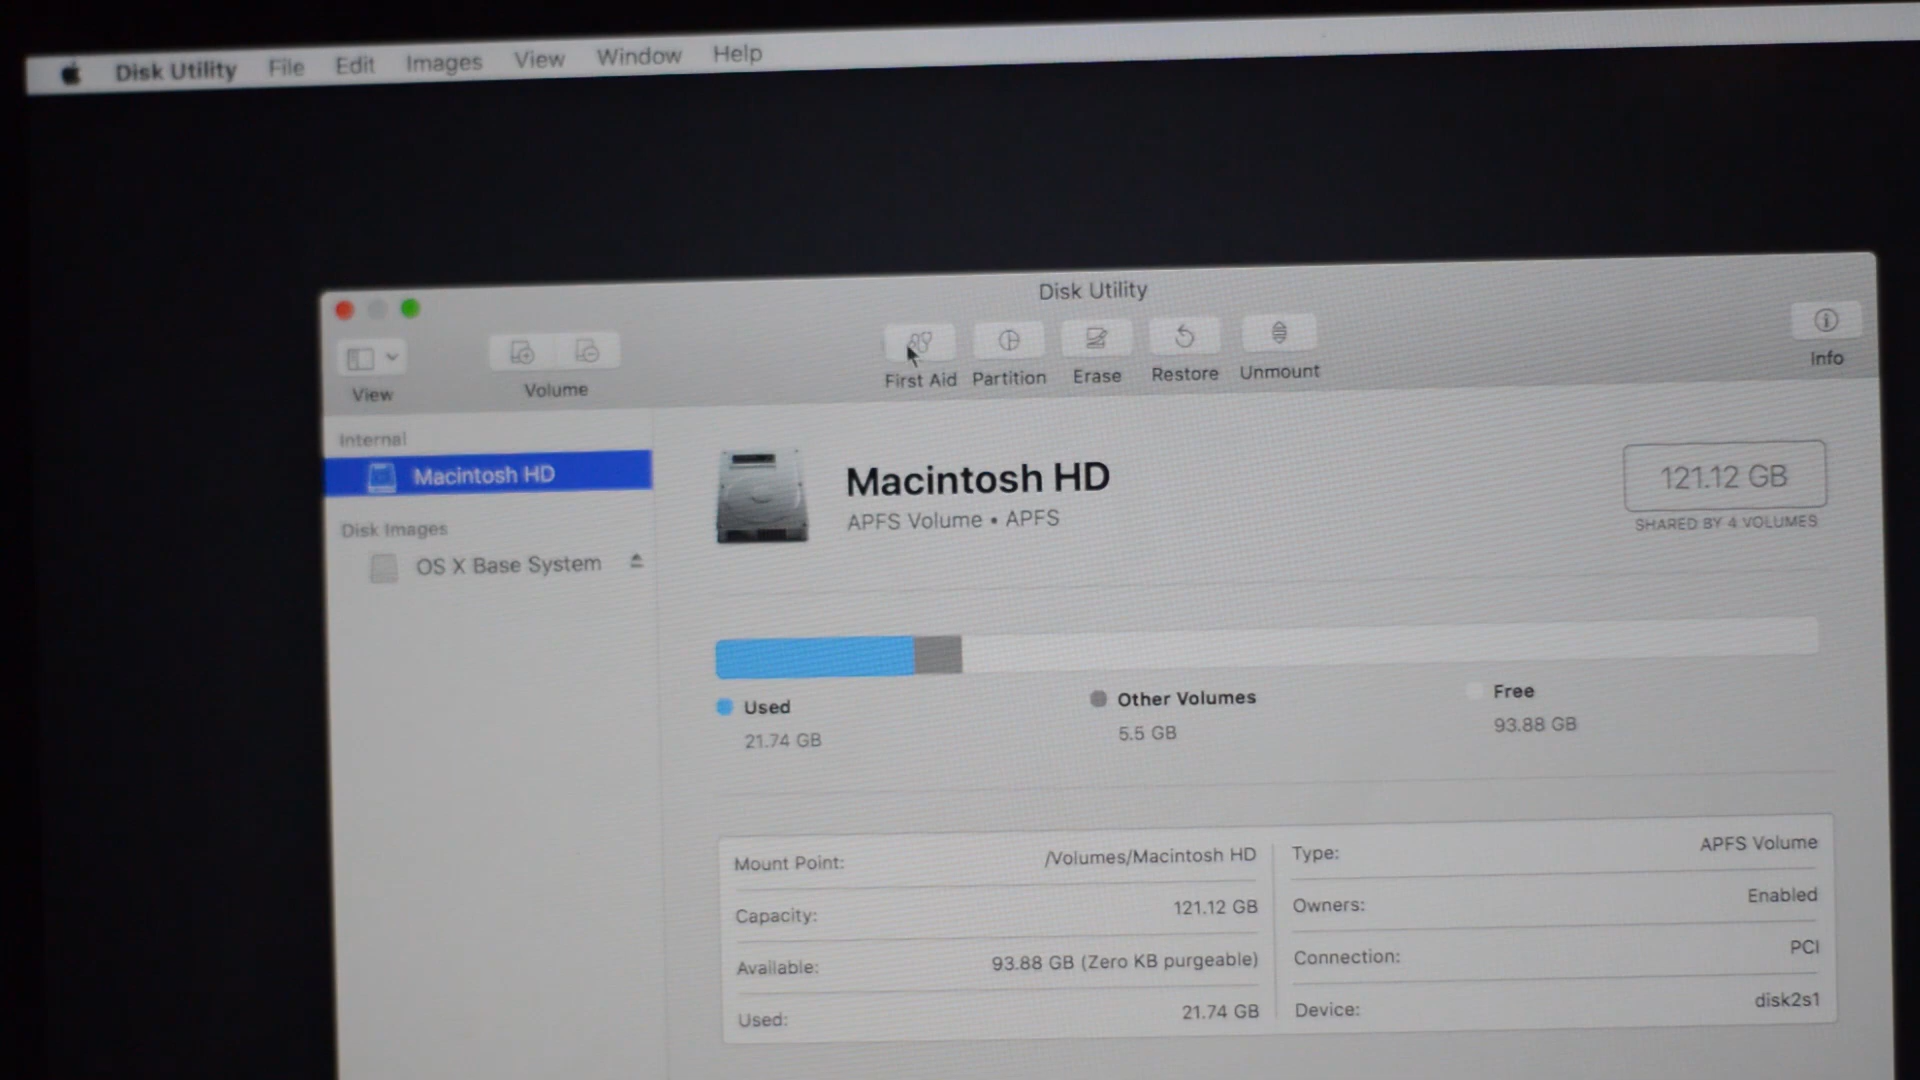 Disk Utility File Edit Images View Window Help
Disk Utility
View
Volume
First Aid Partition Erase Restore Unmount
Info
Internal
Macintosh HD
Disk Images
OS X Base System
Macintosh HD
APFS Volume • APFS
121.12 GB
SHARED BY 4 VOLUMES
Used
21.74 GB
Other Volumes
5.5 GB
Free
93.88 GB
Mount Point: /Volumes/Macintosh HD
Capacity: 121.12 GB
Available: 93.88 GB (Zero KB purgeable)
Used: 21.74 GB
Type: APFS Volume
Owners: Enabled
Connection: PCI
Device: disk2s1